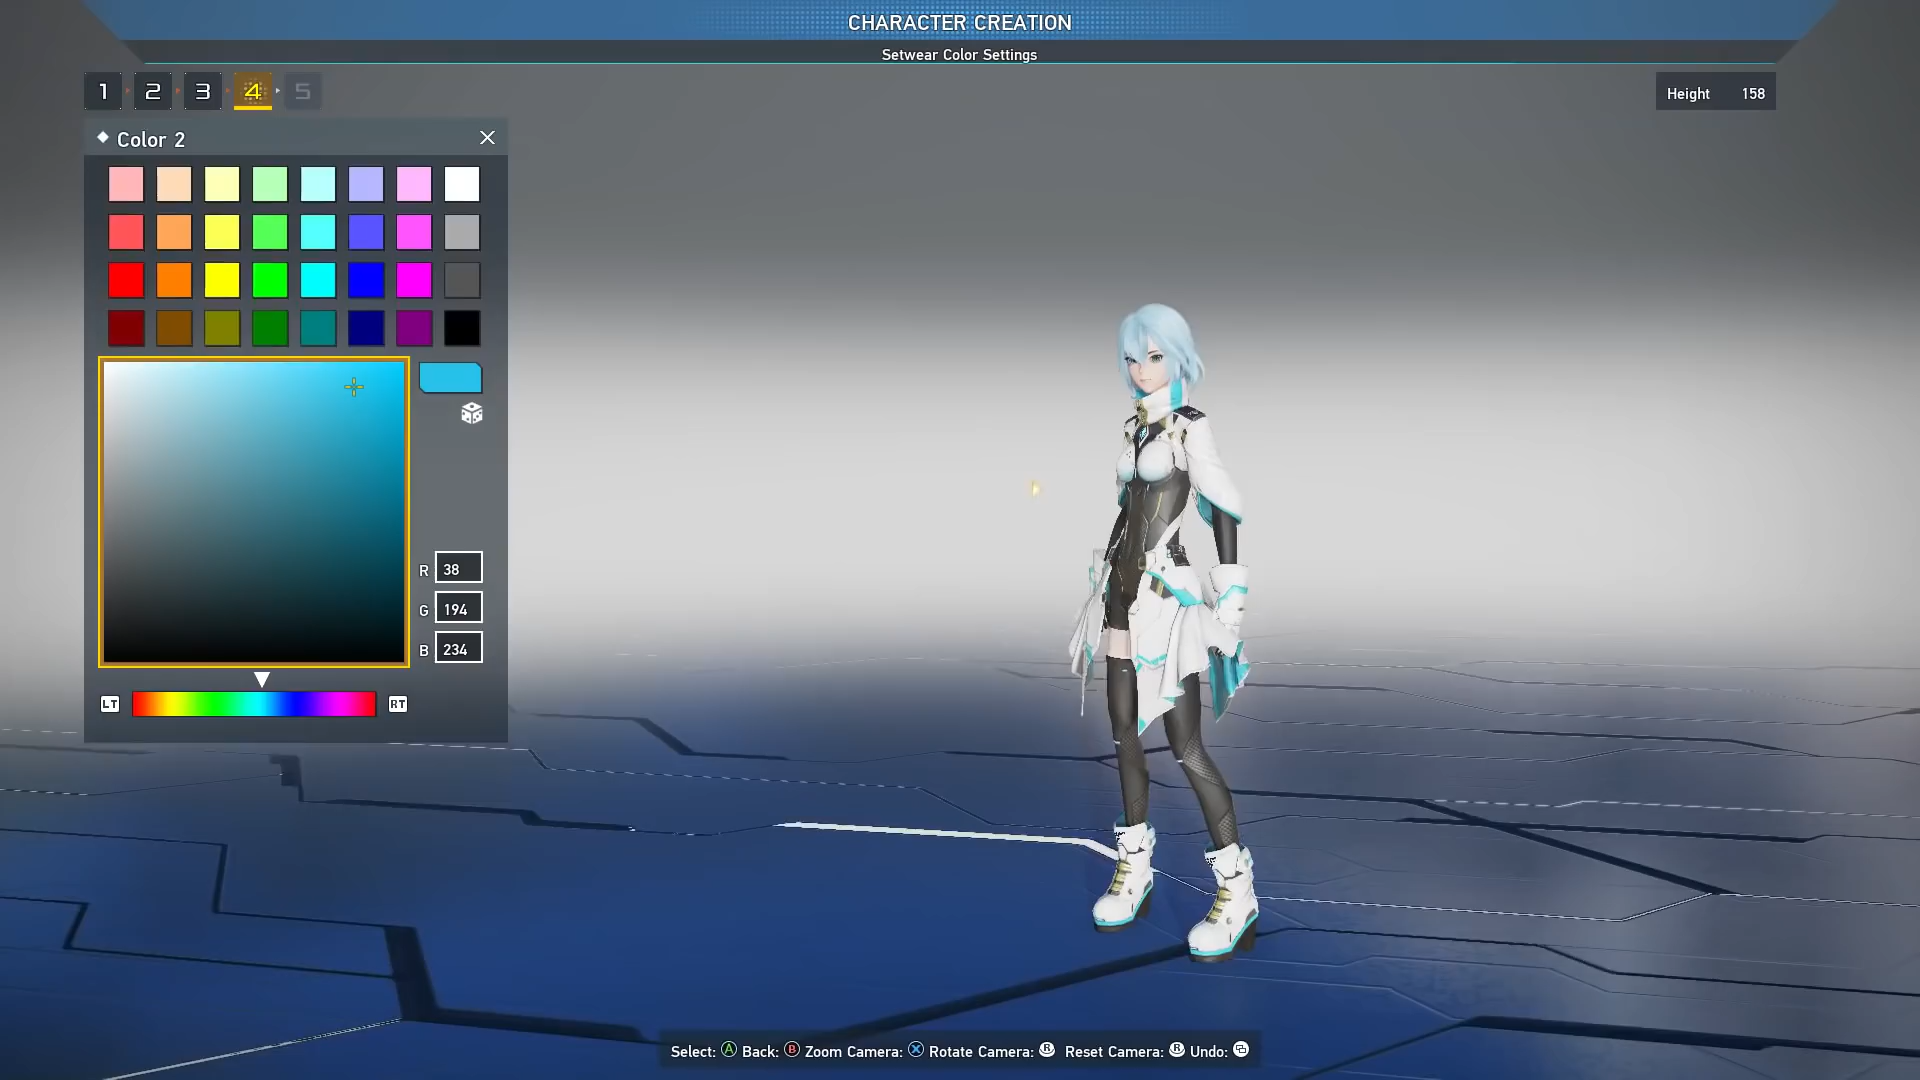 CHARACTER CREATION
Setwear Color Settings
1 2 3 4 5
Height 158
Color 2
R 38
G 194
B 234
LT RT
Select: A Back: B Zoom Camera: X Rotate Camera: R Reset Camera: R Undo: